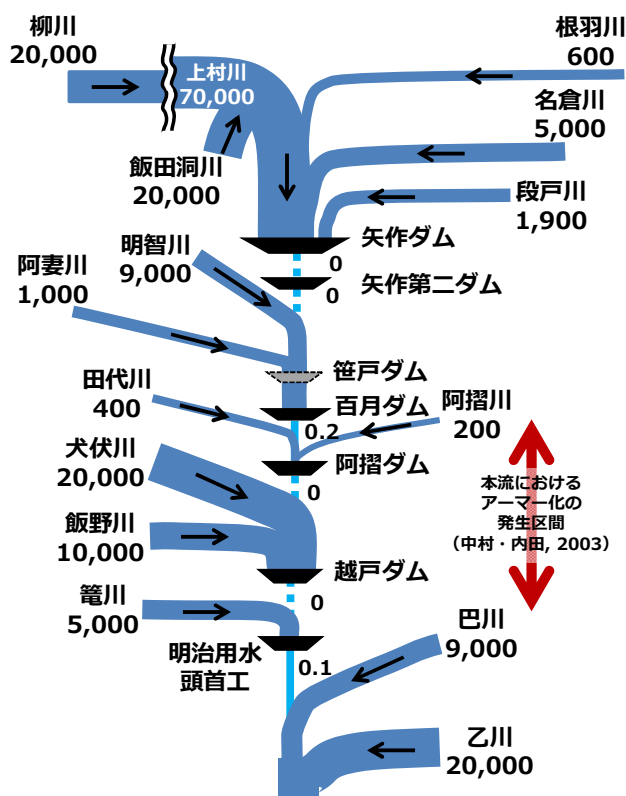 柳川
20,000
上村川
70,000
根羽川
600
名倉川
5,000
飯田洞川
20,000
段戸川
1,900
矢作ダム
0
明智川
9,000
矢作第二ダム
0
阿妻川
1,000
笹戸ダム
田代川
400
百月ダム
0.2
阿摺川
200
犬伏川
20,000
阿摺ダム
0
本流における
アーマー化の
発生区間
（中村・内田, 2003）
飯野川
10,000
越戸ダム
0
篭川
5,000
明治用水
頭首工
0.1
巴川
9,000
乙川
20,000